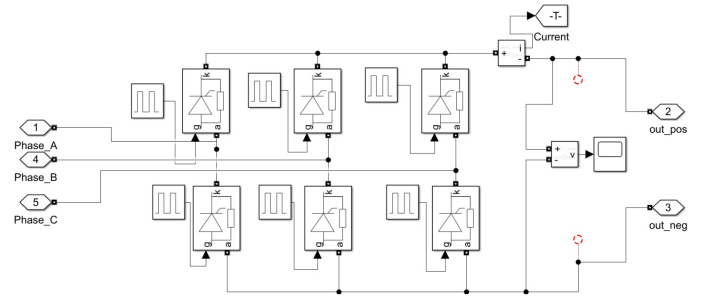 -T-
Current
+ i
-
k
k
k
g a
g a
g a
1
Phase_A
4
Phase_B
5
Phase_C
2
out_pos
+
- v
k
k
k
g a
g a
g a
3
out_neg